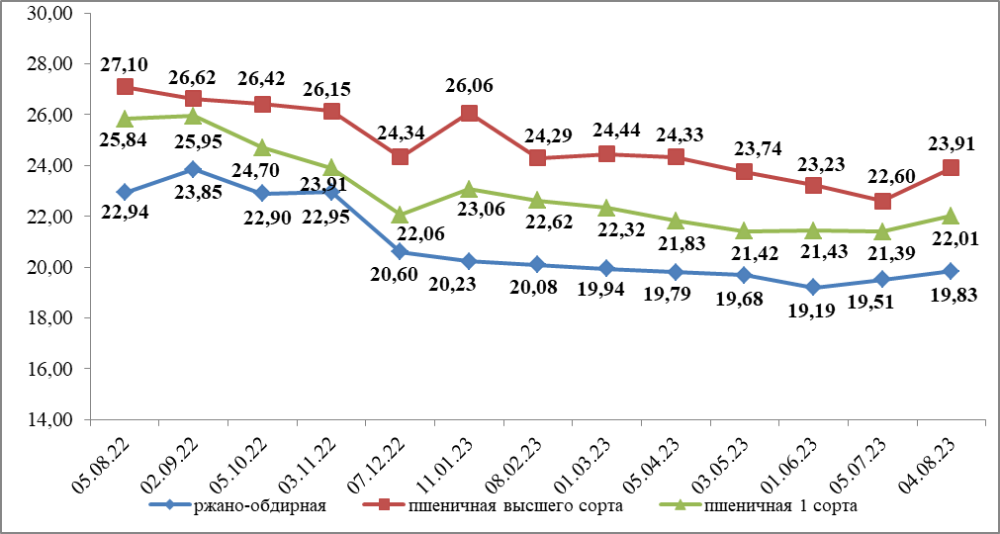 30,00
28,00
26,00
24,00
22,00
20,00
18,00
16,00
14,00
27,10 26,62 26,42 26,15 24,34 26,06 24,29 24,44 24,33 23,74 23,23 22,60 23,91
25,84 25,95 24,70 23,91 22,06 23,06 22,62 22,32 21,83 21,42 21,43 21,39 22,01
22,94 23,85 22,90 22,95 20,60 20,23 20,08 19,94 19,79 19,68 19,19 19,51 19,83
05.08.22 02.09.22 05.10.22 03.11.22 07.12.22 11.01.23 08.02.23 01.03.23 05.04.23 03.05.23 01.06.23 05.07.23 04.08.23
ржано-обдирная пшеничная высшего сорта пшеничная 1 сорта